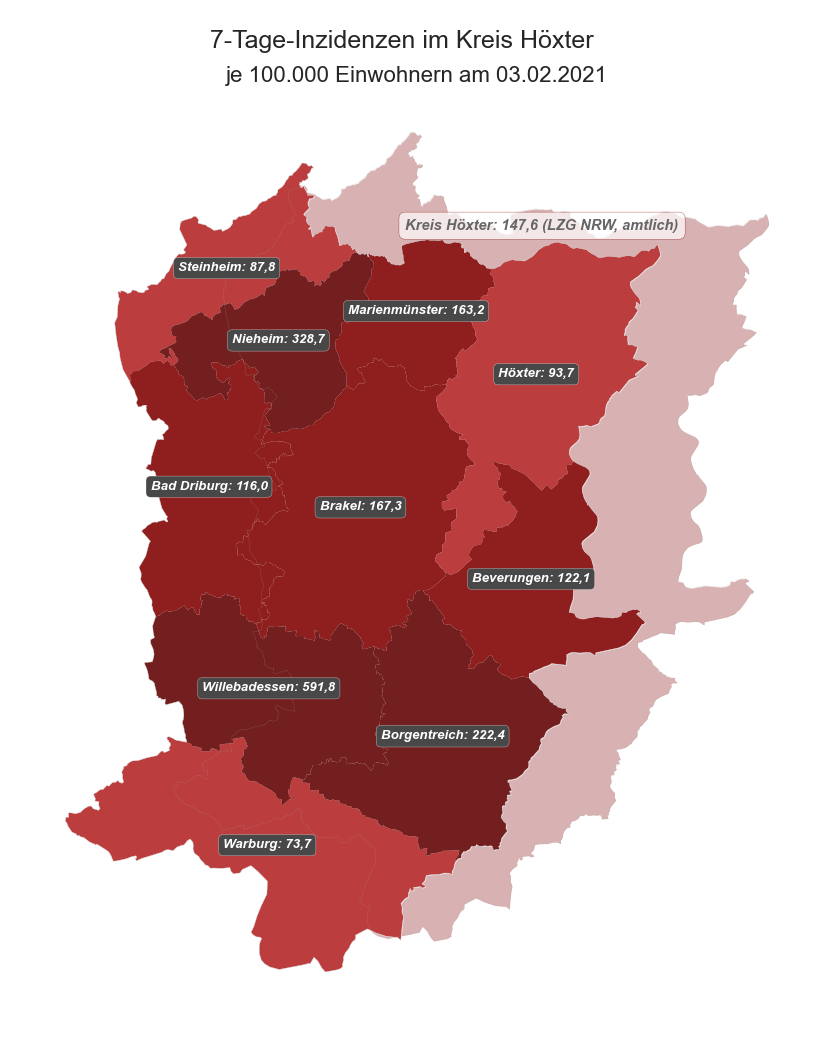 7-Tage-Inzidenzen im Kreis Höxter
je 100.000 Einwohnern am 03.02.2021
Kreis Höxter: 147,6 (LZG NRW, amtlich)
Steinheim: 87,8
Marienmünster: 163,2
Nieheim: 328,7
Höxter: 93,7
Bad Driburg: 116,0
Brakel: 167,3
Beverungen: 122,1
Willebadessen: 591,8
Borgentreich: 222,4
Warburg: 73,7